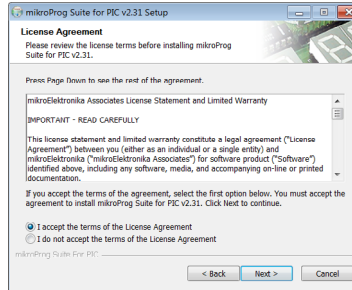 mikroProg Suite for PIC v2.31 Setup
License Agreement
Please review the license terms before installing mikroProg
Suite for PIC v2.31.
Press Page Down to see the rest of the agreement.
mikroElektronika Associates License Statement and Limited Warranty
IMPORTANT - READ CAREFULLY
This license statement and limited warranty constitute a legal agreement ("License
Agreement") between you (either as an individual or a single entity) and
mikroElektronika ("mikroElektronika Associates") for software product ("Software")
identified above, including any software, media, and accompanying on-line or printed
documentation.
If you accept the terms of the agreement, select the first option below. You must accept the
agreement to install mikroProg Suite for PIC v2.31. Click Next to continue.
I accept the terms of the License Agreement
I do not accept the terms of the License Agreement
mikroProg Suite For PIC
< Back
Next >
Cancel